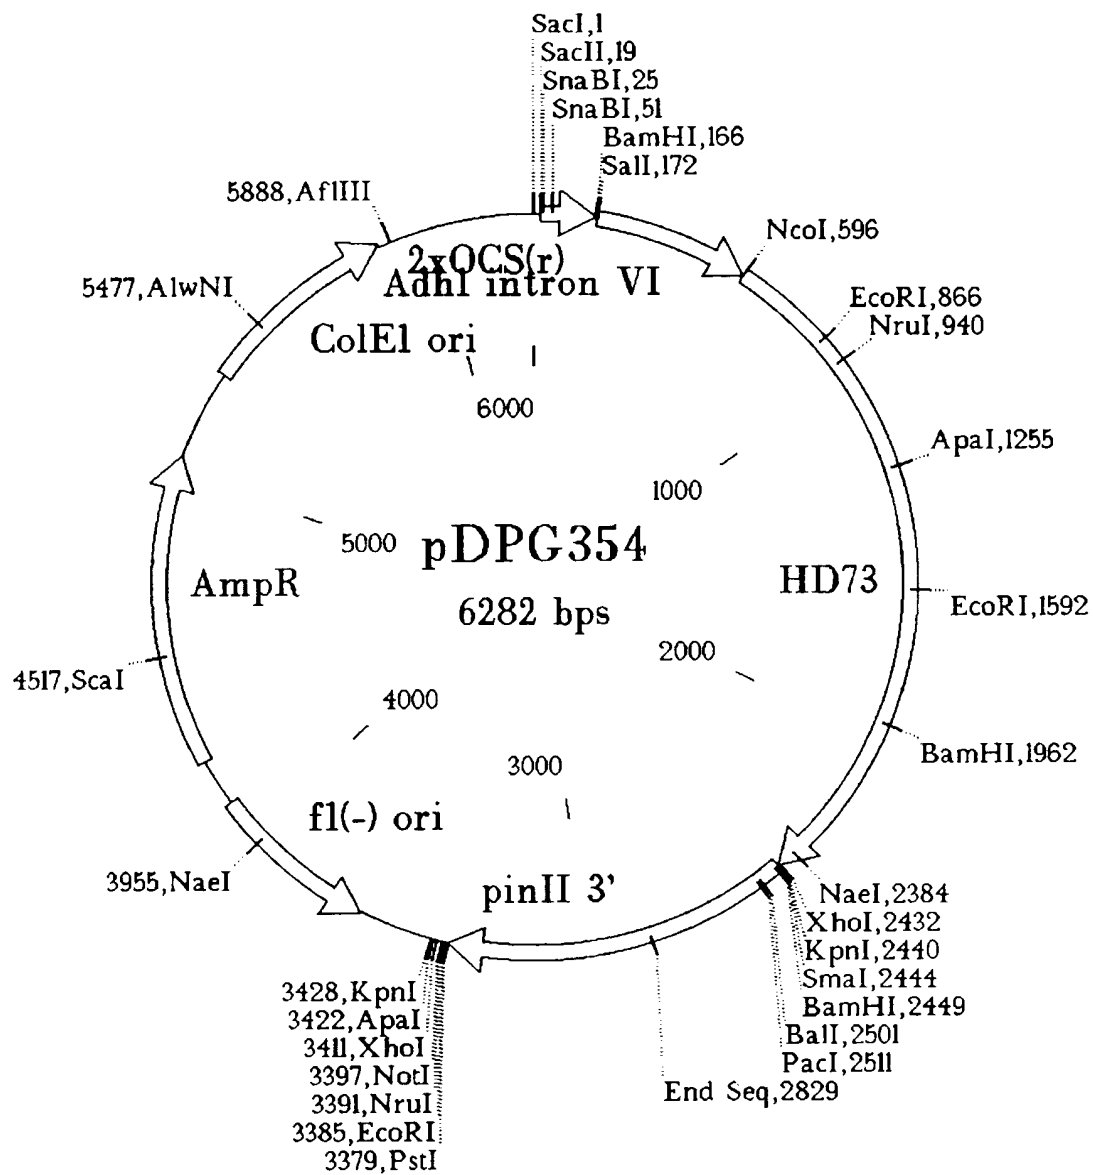 SacI,1
SacII,19
SnaBI,25
SnaBI,51
BamHI,166
SalI,172
5888,AflIII
NcoI,596
2xOCS(r)
AdhI intron VI
5477,AlwNI
EcoRI,866
NruI,940
ColE1 ori
6000
ApaI,1255
1000
5000
pDPG354
AmpR
HD73
6282 bps
EcoRI,1592
2000
4517,ScaI
4000
BamHI,1962
3000
f1(-) ori
3955,NaeI
pinII 3'
NaeI,2384
XhoI,2432
KpnI,2440
SmaI,2444
BamHI,2449
BalI,2501
PacI,2511
End Seq,2829
3428,KpnI
3422,ApaI
3411,XhoI
3397,NotI
3391,NruI
3385,EcoRI
3379,PstI